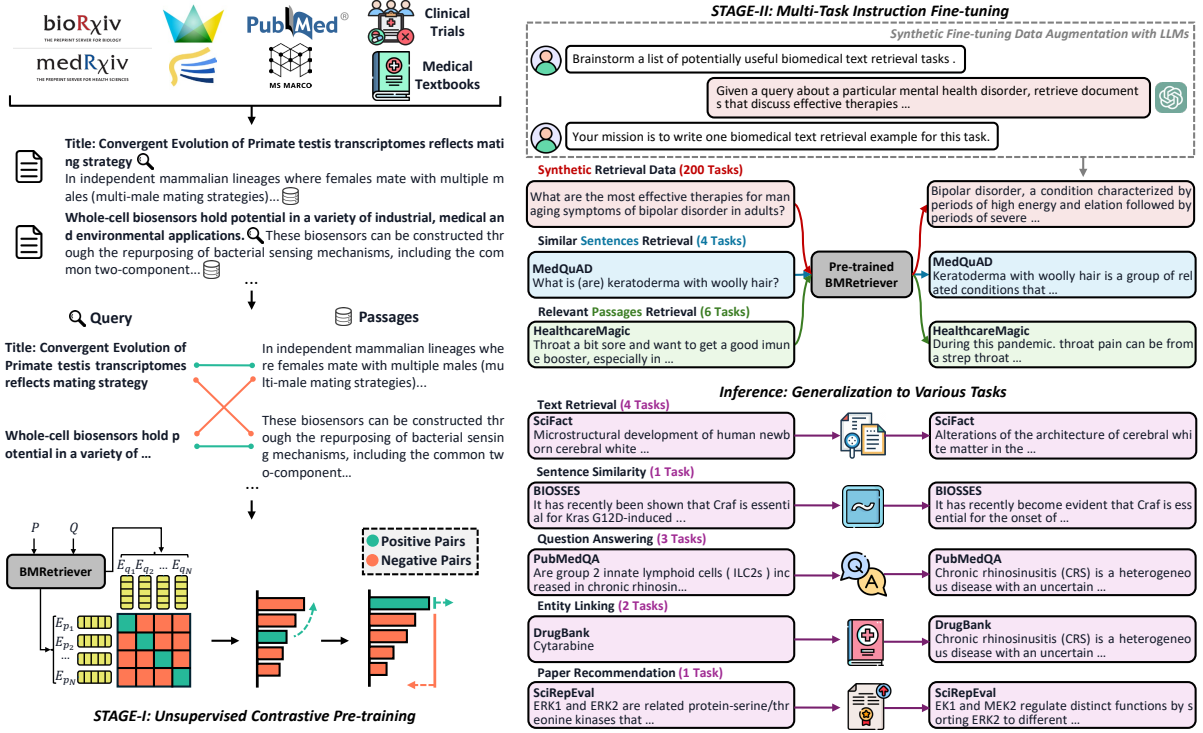 bioRxiv
THE PREPRINT SERVER FOR BIOLOGY
medRxiv
THE PREPRINT SERVER FOR HEALTH SCIENCES
PubMed®
MS MARCO
Clinical
Trials
Medical
Textbooks
Title: Convergent Evolution of Primate testis transcriptomes reflects mati
ng strategy
In independent mammalian lineages where females mate with multiple m
ales (multi-male mating strategies)...
Whole-cell biosensors hold potential in a variety of industrial, medical an
d environmental applications. These biosensors can be constructed thr
ough the repurposing of bacterial sensing mechanisms, including the com
mon two-component...
...
Query
Passages
Title: Convergent Evolution of
Primate testis transcriptomes
reflects mating strategy
In independent mammalian lineages whe
re females mate with multiple males (mu
lti-male mating strategies)...
Whole-cell biosensors hold p
otential in a variety of ...
These biosensors can be constructed thr
ough the repurposing of bacterial sensin
g mechanisms, including the common tw
o-component...
...
P Q
BMRetriever
E_q1 E_q2 ... E_qN
E_p1
E_p2
...
E_pN
Positive Pairs
Negative Pairs
STAGE-I: Unsupervised Contrastive Pre-training
STAGE-II: Multi-Task Instruction Fine-tuning
Synthetic Fine-tuning Data Augmentation with LLMs
Brainstorm a list of potentially useful biomedical text retrieval tasks .
Given a query about a particular mental health disorder, retrieve document
s that discuss effective therapies ...
Your mission is to write one biomedical text retrieval example for this task.
Synthetic Retrieval Data (200 Tasks)
What are the most effective therapies for man
aging symptoms of bipolar disorder in adults?
Bipolar disorder, a condition characterized by
periods of high energy and elation followed by
periods of severe ...
Similar Sentences Retrieval (4 Tasks)
MedQuAD
What is (are) keratoderma with woolly hair?
Pre-trained
BMRetriever
MedQuAD
Keratoderma with woolly hair is a group of rel
ated conditions that ...
Relevant Passages Retrieval (6 Tasks)
HealthcareMagic
Throat a bit sore and want to get a good imun
e booster, especially in ...
HealthcareMagic
During this pandemic. throat pain can be from
a strep throat ...
Inference: Generalization to Various Tasks
Text Retrieval (4 Tasks)
SciFact
Microstructural development of human newb
orn cerebral white ...
SciFact
Alterations of the architecture of cerebral whi
te matter in the ...
Sentence Similarity (1 Task)
BIOSSES
It has recently been shown that Craf is essenti
al for Kras G12D-induced ...
BIOSSES
It has recently become evident that Craf is ess
ential for the onset of ...
Question Answering (3 Tasks)
PubMedQA
Are group 2 innate lymphoid cells ( ILC2s ) inc
reased in chronic rhinosin...
Q
A
PubMedQA
Chronic rhinosinusitis (CRS) is a heterogeneo
us disease with an uncertain ...
Entity Linking (2 Tasks)
DrugBank
Cytarabine
DrugBank
Chronic rhinosinusitis (CRS) is a heterogeneo
us disease with an uncertain ...
Paper Recommendation (1 Task)
SciRepEval
ERK1 and ERK2 are related protein-serine/thr
eonine kinases that ...
SciRepEval
EK1 and MEK2 regulate distinct functions by s
orting ERK2 to different ...